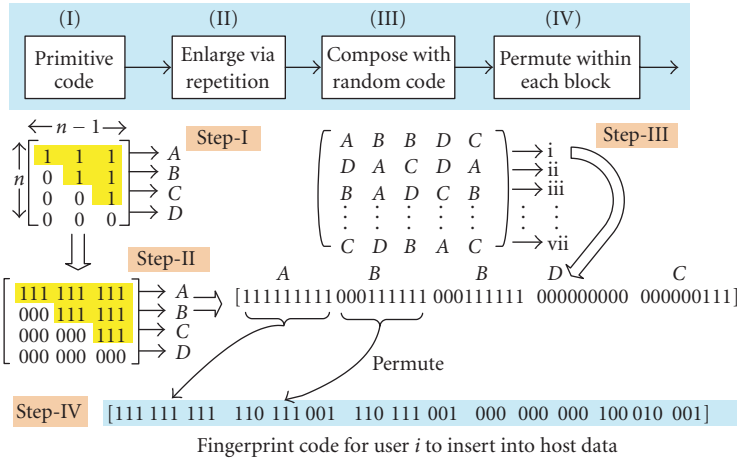 (I) (II) (III) (IV)
Primitive code
Enlarge via repetition
Compose with random code
Permute within each block
n − 1
Step-I
n
1 1 1 A
0 1 1 B
0 0 1 C
0 0 0 D
Step-III
A B B D C i
D A C D A ii
B A D C B iii
⋮ ⋮ ⋮ ⋮ ⋮ ⋮ ⋮
C D B A C vii
Step-II
111 111 111 A
000 111 111 B
000 000 111 C
000 000 000 D
A B B D C
[111111111 000111111 000111111 000000000 000000111]
Permute
Step-IV
[111 111 111 110 111 001 110 111 001 000 000 000 100 010 001]
Fingerprint code for user i to insert into host data